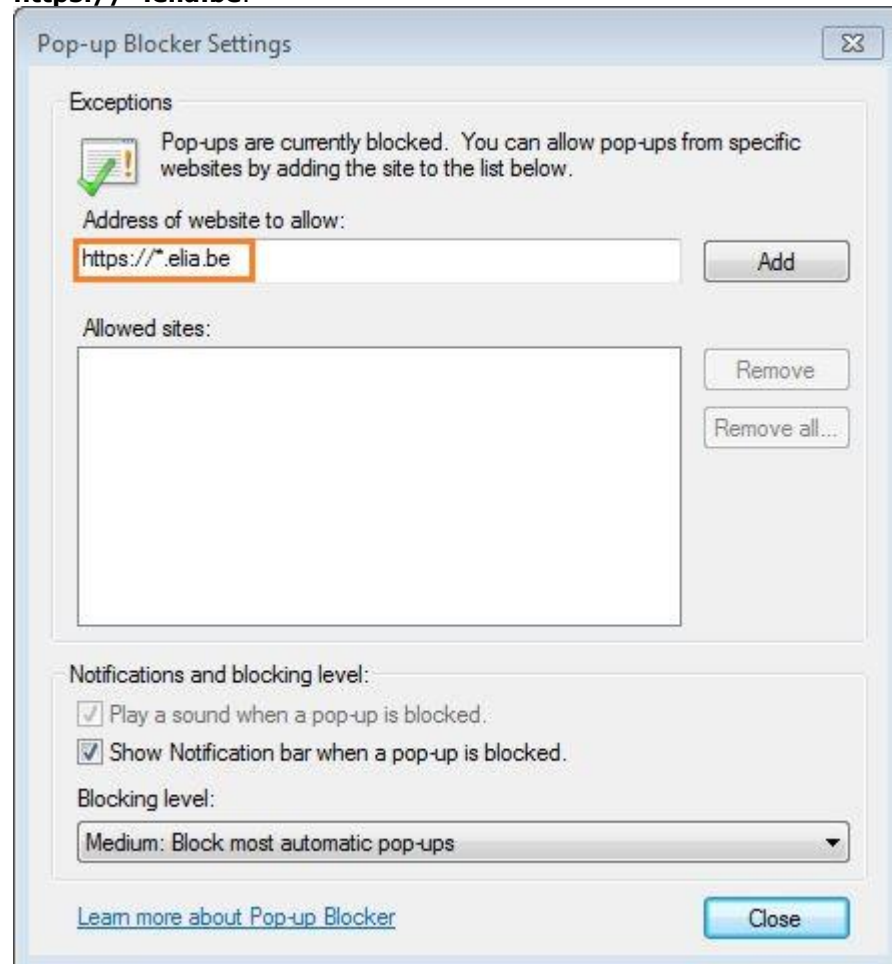 Pop-up Blocker Settings
Exceptions
Pop-ups are currently blocked. You can allow pop-ups from specific
websites by adding the site to the list below.
Address of website to allow:
https://*.elia.be
Add
Allowed sites:
Remove
Remove all...
Notifications and blocking level:
Play a sound when a pop-up is blocked.
Show Notification bar when a pop-up is blocked.
Blocking level:
Medium: Block most automatic pop-ups
Learn more about Pop-up Blocker
Close